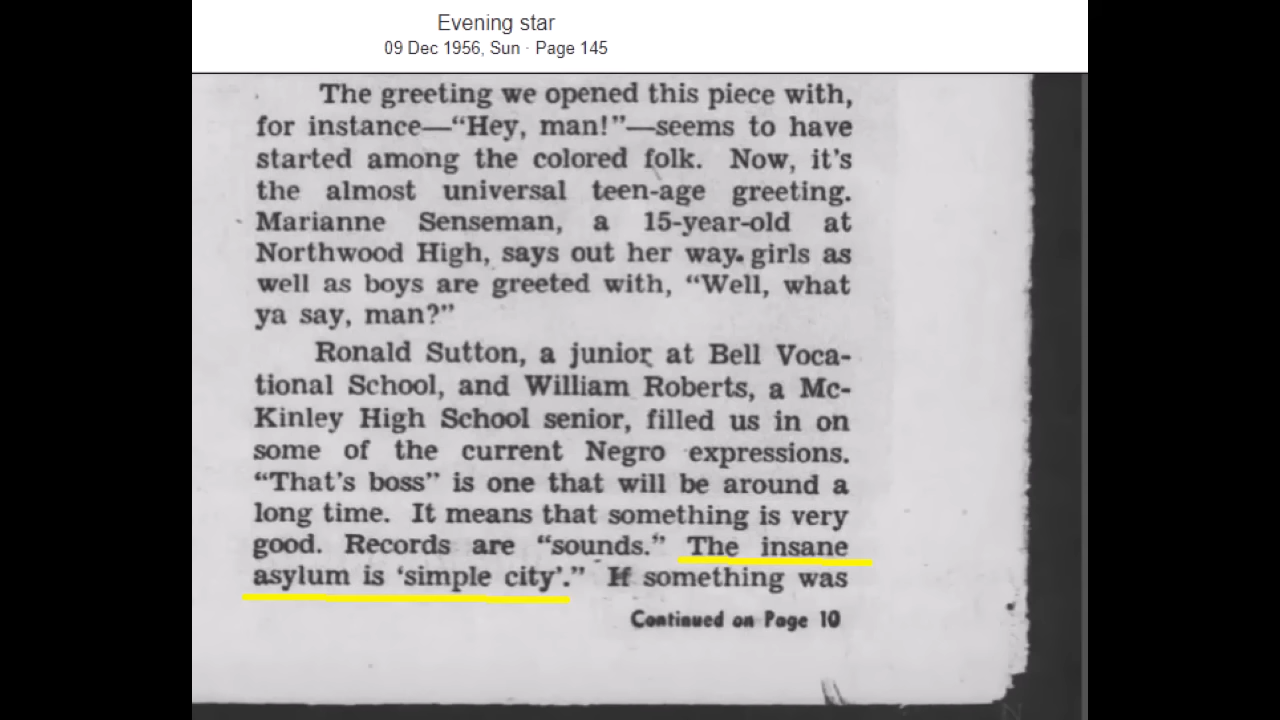 Evening star
09 Dec 1956, Sun · Page 145
The greeting we opened this piece with,
for instance—“Hey, man!”—seems to have
started among the colored folk. Now, it’s
the almost universal teen-age greeting.
Marianne Senseman, a 15-year-old at
Northwood High, says out her way. girls as
well as boys are greeted with, “Well, what
ya say, man?”
Ronald Sutton, a junior at Bell Voca-
tional School, and William Roberts, a Mc-
Kinley High School senior, filled us in on
some of the current Negro expressions.
“That’s boss” is one that will be around a
long time. It means that something is very
good. Records are “sounds.” The insane
asylum is ‘simple city’.” If something was
Continued on Page 10